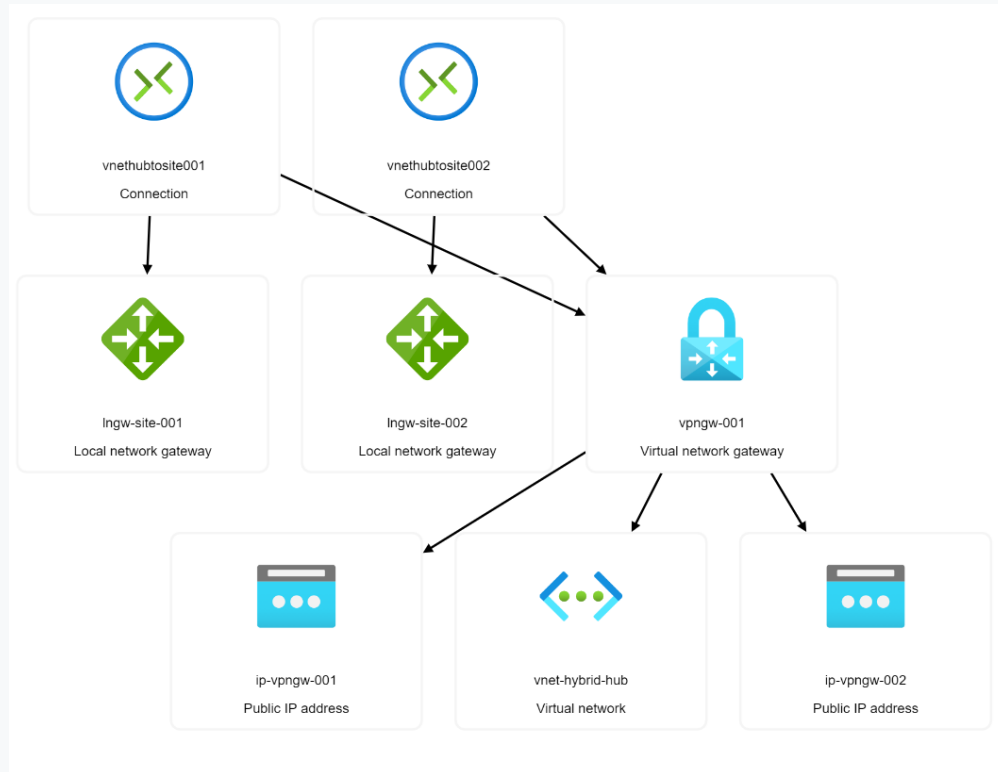 vnethubtosite001
Connection
vnethubtosite002
Connection
lngw-site-001
Local network gateway
lngw-site-002
Local network gateway
vpngw-001
Virtual network gateway
ip-vpngw-001
Public IP address
vnet-hybrid-hub
Virtual network
ip-vpngw-002
Public IP address